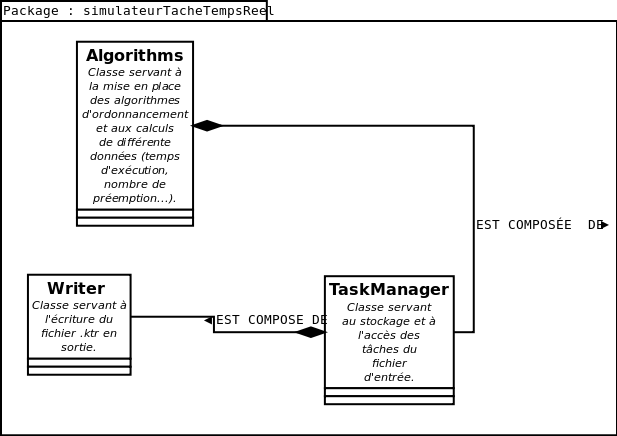 Package : simulateurTacheTempsReel
Algorithms
Classe servant à
la mise en place
des algorithmes
d'ordonnancement
et aux calculs
de différente
données (temps
d'exécution,
nombre de
préemption...).
EST COMPOSÉE DE
Writer
Classe servant à
l'écriture du
fichier .ktr en
sortie.
EST COMPOSE DE
TaskManager
Classe servant
au stockage et à
l'accès des
tâches du
fichier
d'entrée.